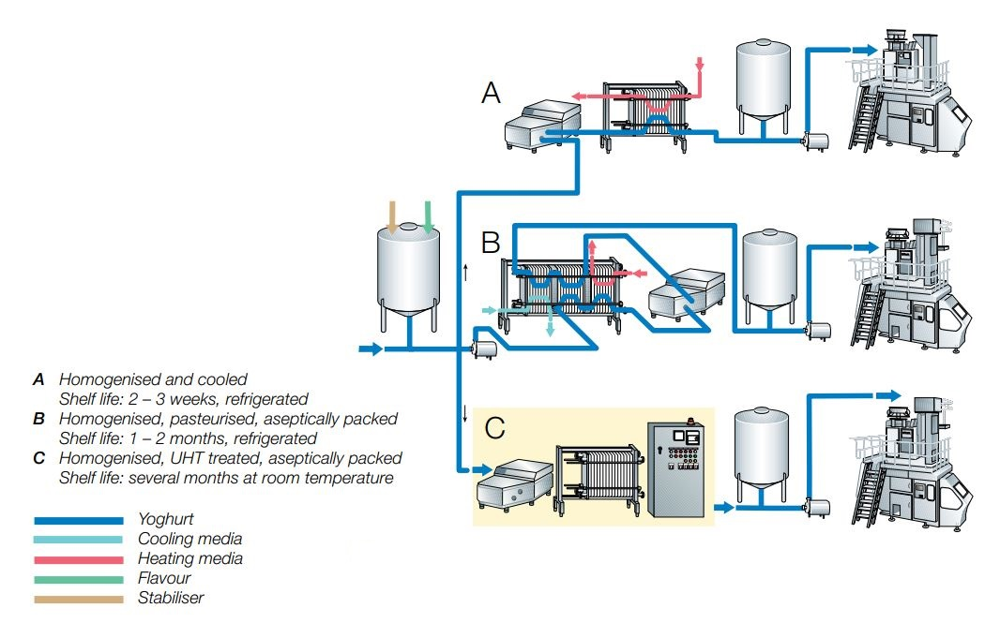 A
B
C
A Homogenised and cooled
Shelf life: 2 – 3 weeks, refrigerated
B Homogenised, pasteurised, aseptically packed
Shelf life: 1 – 2 months, refrigerated
C Homogenised, UHT treated, aseptically packed
Shelf life: several months at room temperature
Yoghurt
Cooling media
Heating media
Flavour
Stabiliser